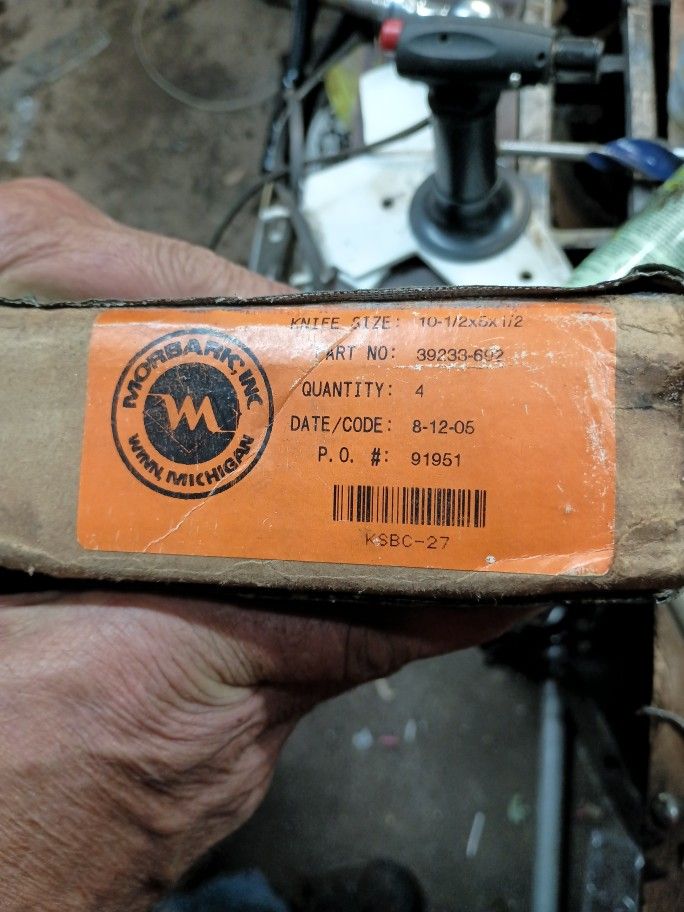 MORBARK, INC
WINN, MICHIGAN
KNIFE SIZE: 10-1/2x5x1/2
PART NO: 39233-692
QUANTITY: 4
DATE/CODE: 8-12-05
P.O. #: 91951
KSBC-27